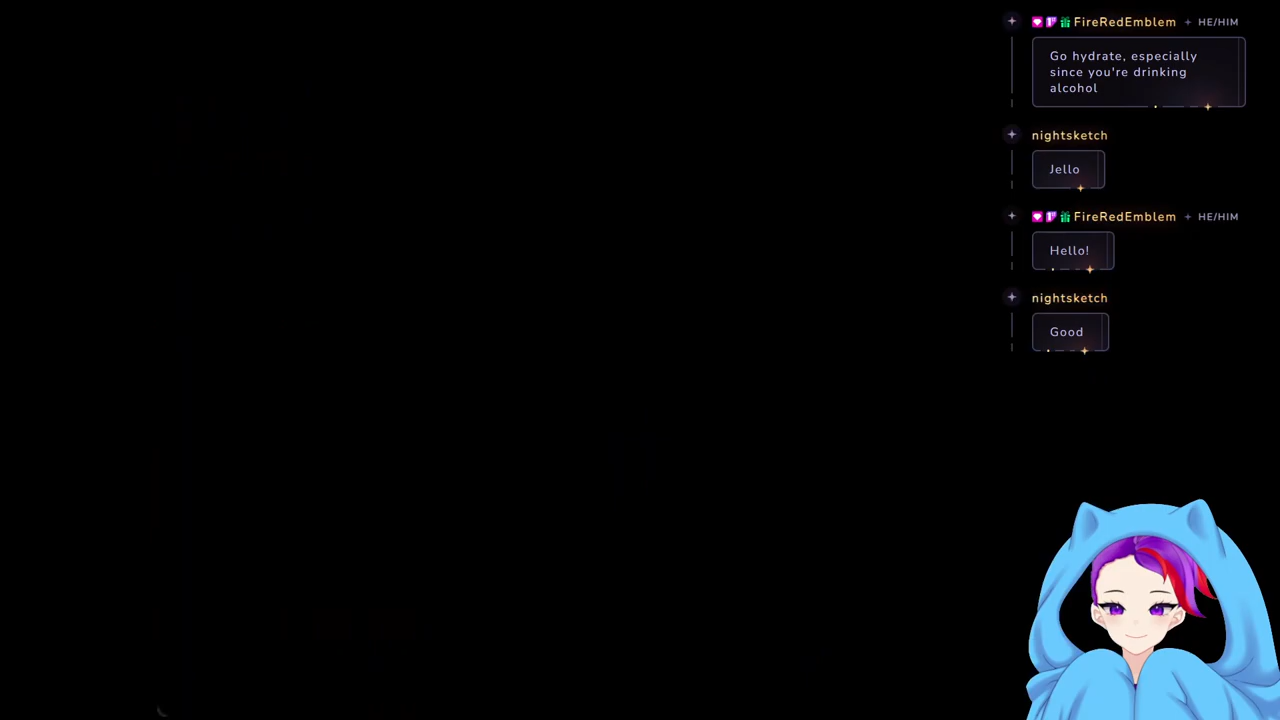 FireRedEmblem HE/HIM
Go hydrate, especially
since you're drinking
alcohol
nightsketch
Jello
FireRedEmblem HE/HIM
Hello!
nightsketch
Good